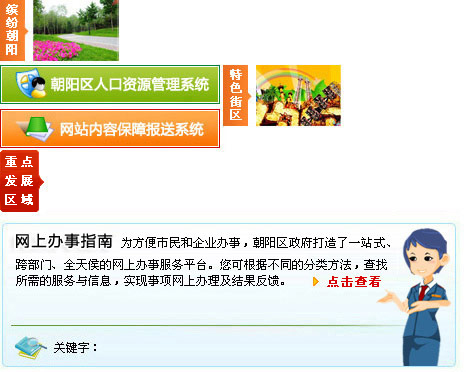 缤纷朝阳
朝阳区人口资源管理系统
特色街区
网站内容保障报送系统
重点
发展
区域
网上办事指南 为方便市民和企业办事，朝阳区政府打造了一站式、
跨部门、全天侯的网上办事服务平台。您可根据不同的分类方法，查找
所需的服务与信息，实现事项网上办理及结果反馈。 点击查看
关键字：